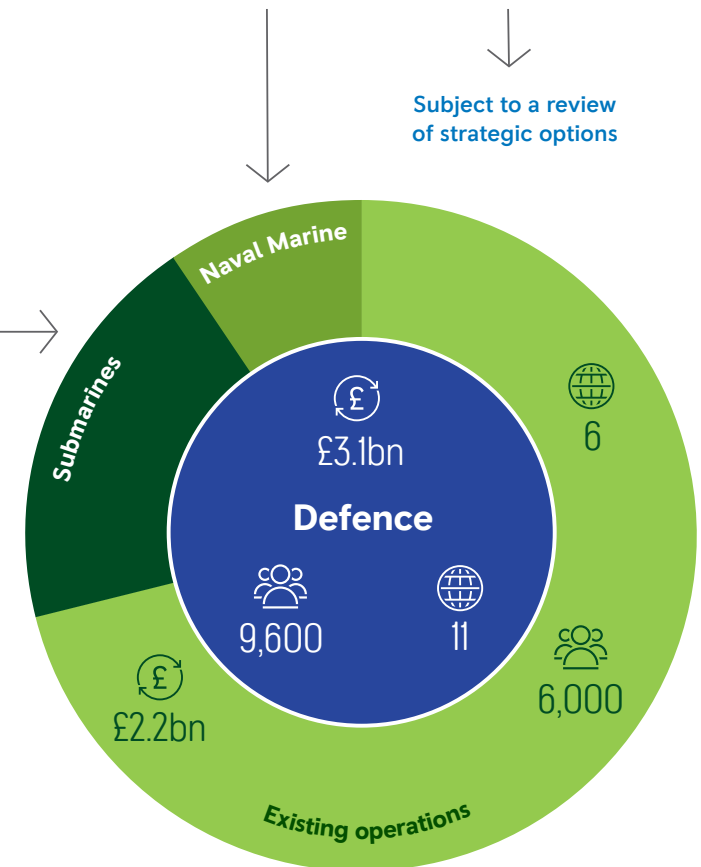 Subject to a review
of strategic options
Naval Marine
Submarines
£
£3.1bn
6
Defence
9,600
11
6,000
£
£2.2bn
Existing operations